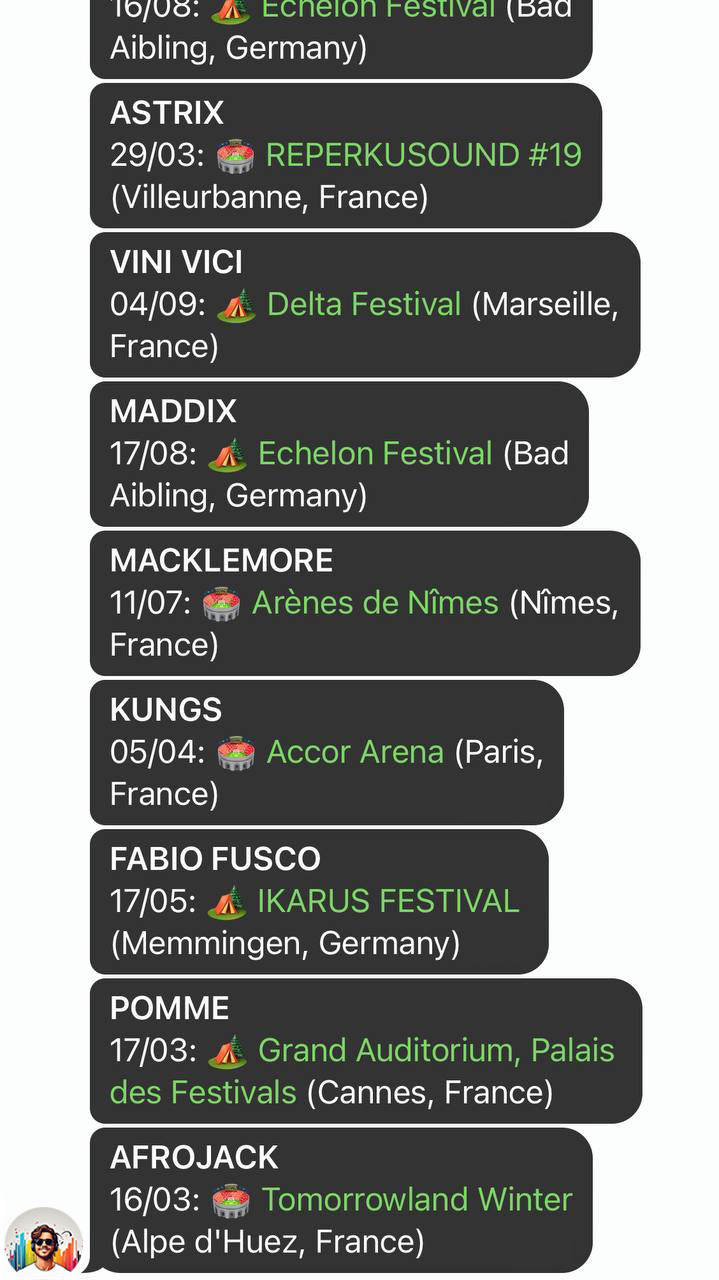 16/08: 🏕️ Echelon Festival (Bad
Aibling, Germany)
ASTRIX
29/03: 🏟️ REPERKUSOUND #19
(Villeurbanne, France)
VINI VICI
04/09: 🏕️ Delta Festival (Marseille,
France)
MADDIX
17/08: 🏕️ Echelon Festival (Bad
Aibling, Germany)
MACKLEMORE
11/07: 🏟️ Arènes de Nîmes (Nîmes,
France)
KUNGS
05/04: 🏟️ Accor Arena (Paris,
France)
FABIO FUSCO
17/05: 🏕️ IKARUS FESTIVAL
(Memmingen, Germany)
POMME
17/03: 🏕️ Grand Auditorium, Palais
des Festivals (Cannes, France)
AFROJACK
16/03: 🏟️ Tomorrowland Winter
(Alpe d'Huez, France)